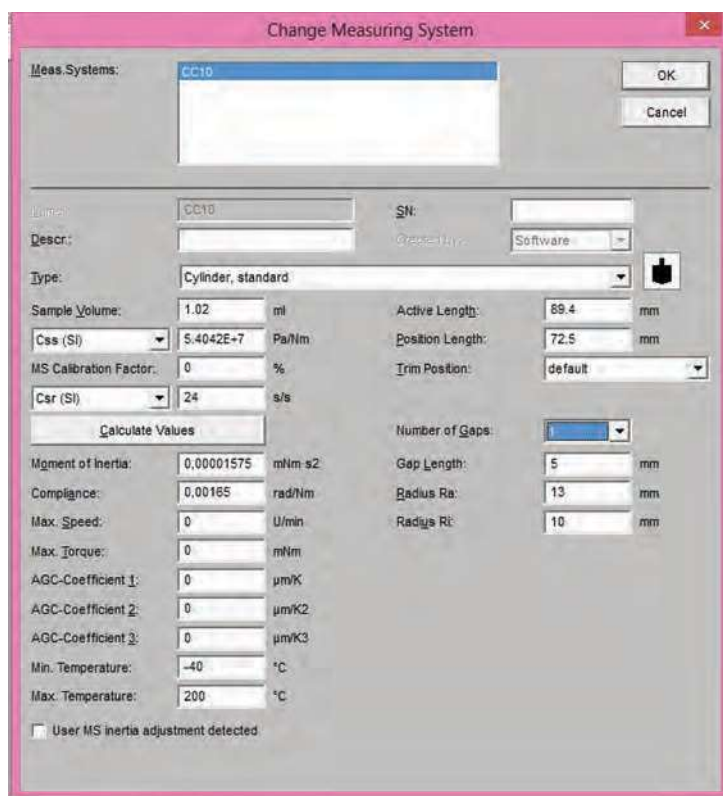 Change Measuring System
Meas.Systems:
CC10
OK
Cancel
CC10
SN:
Descr.:
Software
Type:
Cylinder, standard
Sample Volume: 1.02 ml Active Length: 89.4 mm
Css (SI) 5.4042E+7 Pa/Nm Position Length: 72.5 mm
MS Calibration Factor: 0 % Trim Position: default
Csr (SI) 24 s/s
Calculate Values Number of Gaps: 1
Moment of Inertia: 0,00001575 mNm s2 Gap Length: 5 mm
Compliance: 0,00165 rad/Nm Radius Ra: 13 mm
Max. Speed: 0 U/min Radius Ri: 10 mm
Max. Torque: 0 mNm
AGC-Coefficient 1: 0 µm/K
AGC-Coefficient 2: 0 µm/K2
AGC-Coefficient 3: 0 µm/K3
Min. Temperature: -40 °C
Max. Temperature: 200 °C
User MS inertia adjustment detected